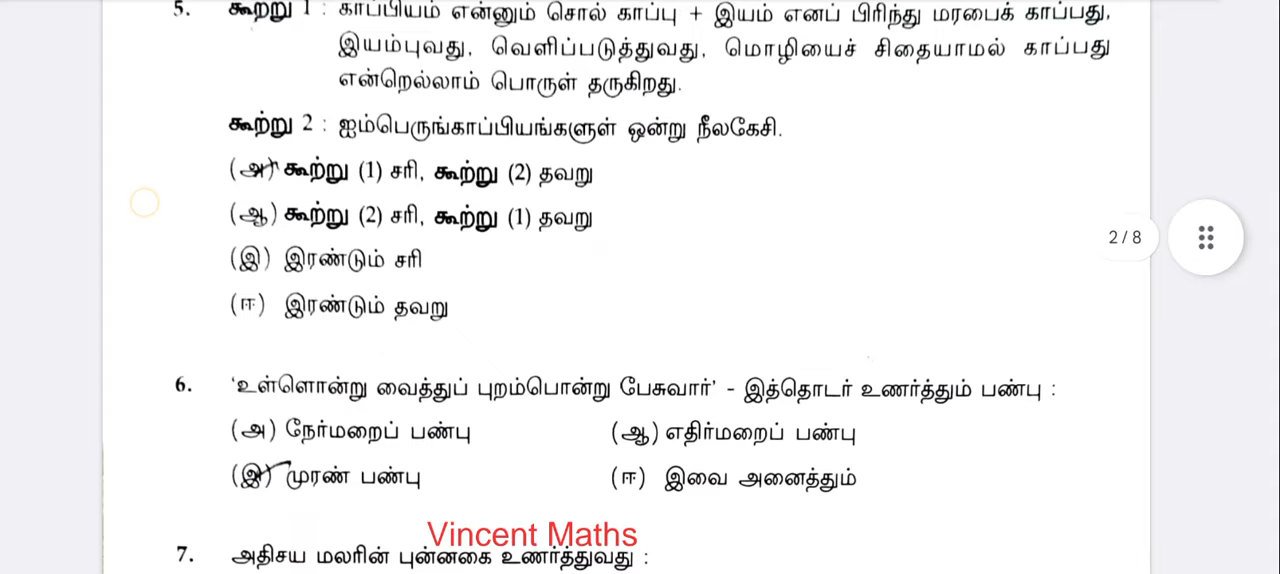 5. கூற்று 1 : காப்பியம் என்னும் சொல் காப்பு + இயம் எனப் பிரிந்து மரபைக் காப்பது,
இயம்புவது, வெளிப்படுத்துவது, மொழியைச் சிதையாமல் காப்பது
என்றெல்லாம் பொருள் தருகிறது.
கூற்று 2 : ஐம்பெருங்காப்பியங்களுள் ஒன்று நீலகேசி.
(அ) கூற்று (1) சரி, கூற்று (2) தவறு
(ஆ) கூற்று (2) சரி, கூற்று (1) தவறு
2 / 8
(இ) இரண்டும் சரி
(ஈ) இரண்டும் தவறு
6. 'உள்ளொன்று வைத்துப் புறம்பொன்று பேசுவார்' - இத்தொடர் உணர்த்தும் பண்பு :
(அ) நேர்மறைப் பண்பு (ஆ) எதிர்மறைப் பண்பு
(இ) முரண் பண்பு (ஈ) இவை அனைத்தும்
Vincent Maths
7. அதிசய மலரின் புன்னகை உணர்த்துவது :